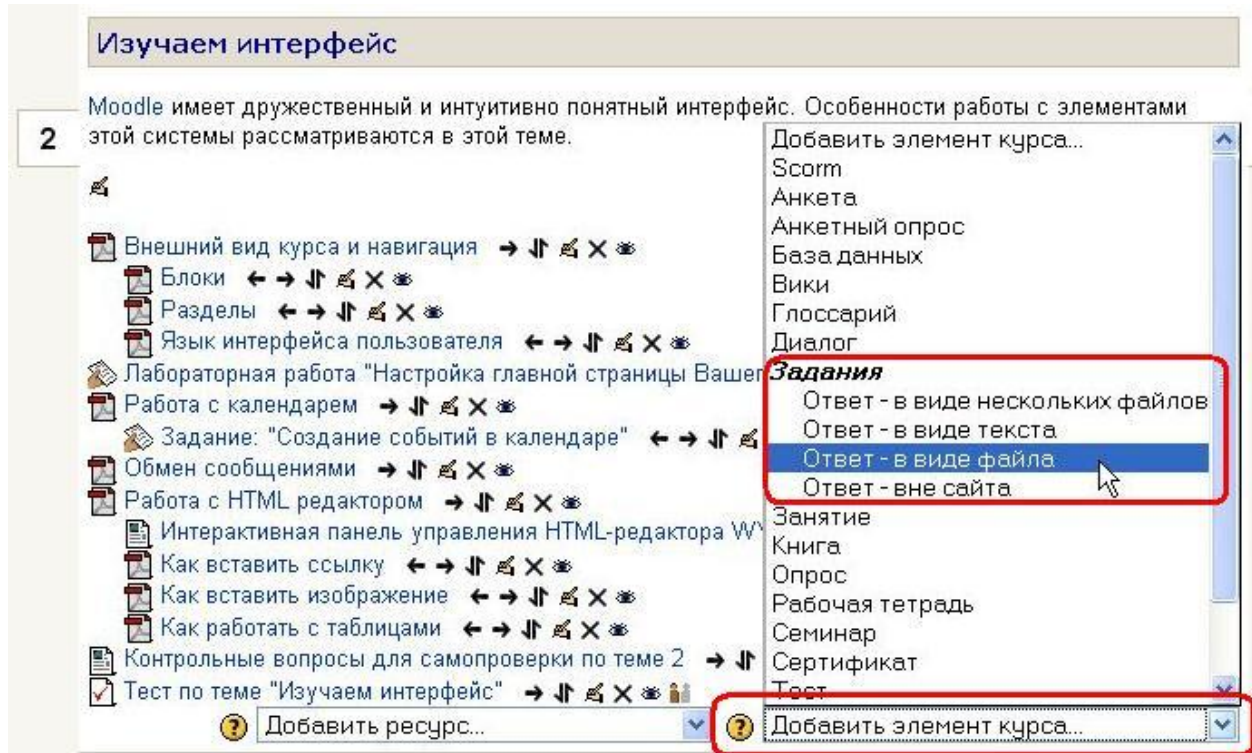 Изучаем интерфейс
Moodle имеет дружественный и интуитивно понятный интерфейс. Особенности работы с элементами
2
этой системы рассматриваются в этой теме.
Внешний вид курса и навигация
Блоки
Разделы
Язык интерфейса пользователя
Лабораторная работа "Настройка главной страницы
Работа с календарем
Задание: "Создание событий в календаре"
Обмен сообщениями
Работа с HTML редактором
Интерактивная панель управления HTML-редактора
Как вставить ссылку
Как вставить изображение
Как работать с таблицами
Контрольные вопросы для самопроверки по теме 2
Тест по теме "Изучаем интерфейс"
Добавить ресурс...
Добавить элемент курса...
Scorm
Анкета
Анкетный опрос
База данных
Вики
Глоссарий
Диалог
Задания
Ответ - в виде нескольких файлов
Ответ - в виде текста
Ответ - в виде файла
Ответ - вне сайта
Занятие
Книга
Опрос
Рабочая тетрадь
Семинар
Сертификат
Тест
Добавить элемент курса...